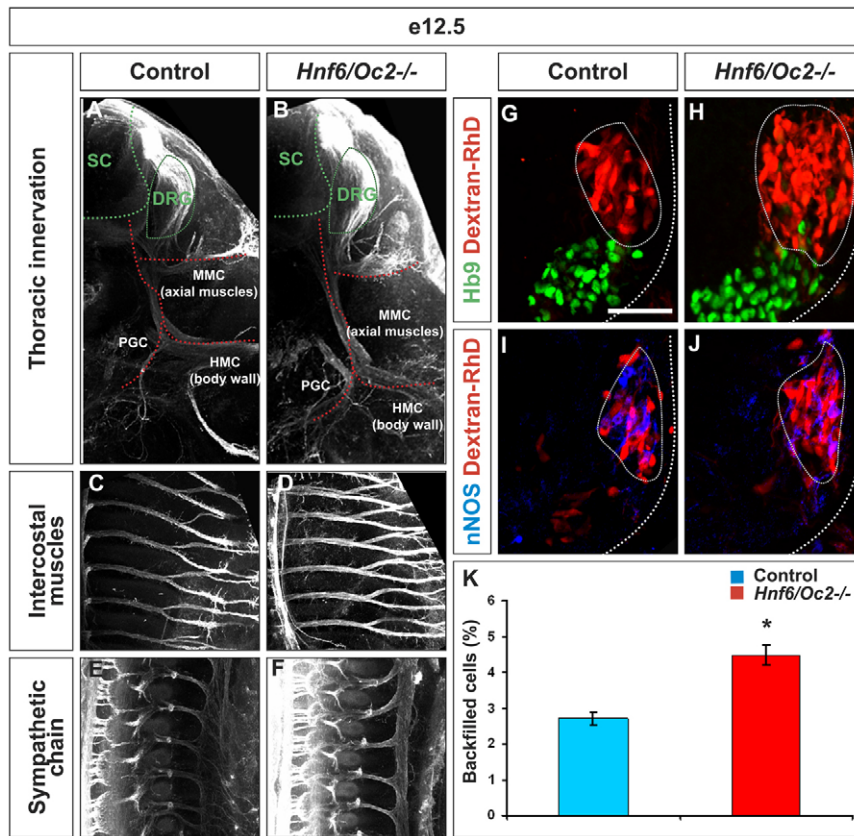 e12.5
Control
Hnf6/Oc2-/-
Control
Hnf6/Oc2-/-
Thoracic innervation
A
SC
DRG
MMC
(axial muscles)
PGC
HMC
(body wall)
B
SC
DRG
MMC
(axial muscles)
PGC
HMC
(body wall)
Intercostal
muscles
C
D
Sympathetic
chain
E
F
Hb9 Dextran-RhD
G
H
nNOS Dextran-RhD
I
J
K
Control
Hnf6/Oc2-/-
Backfilled cells (%)
6
5
4
3
2
1
0
*